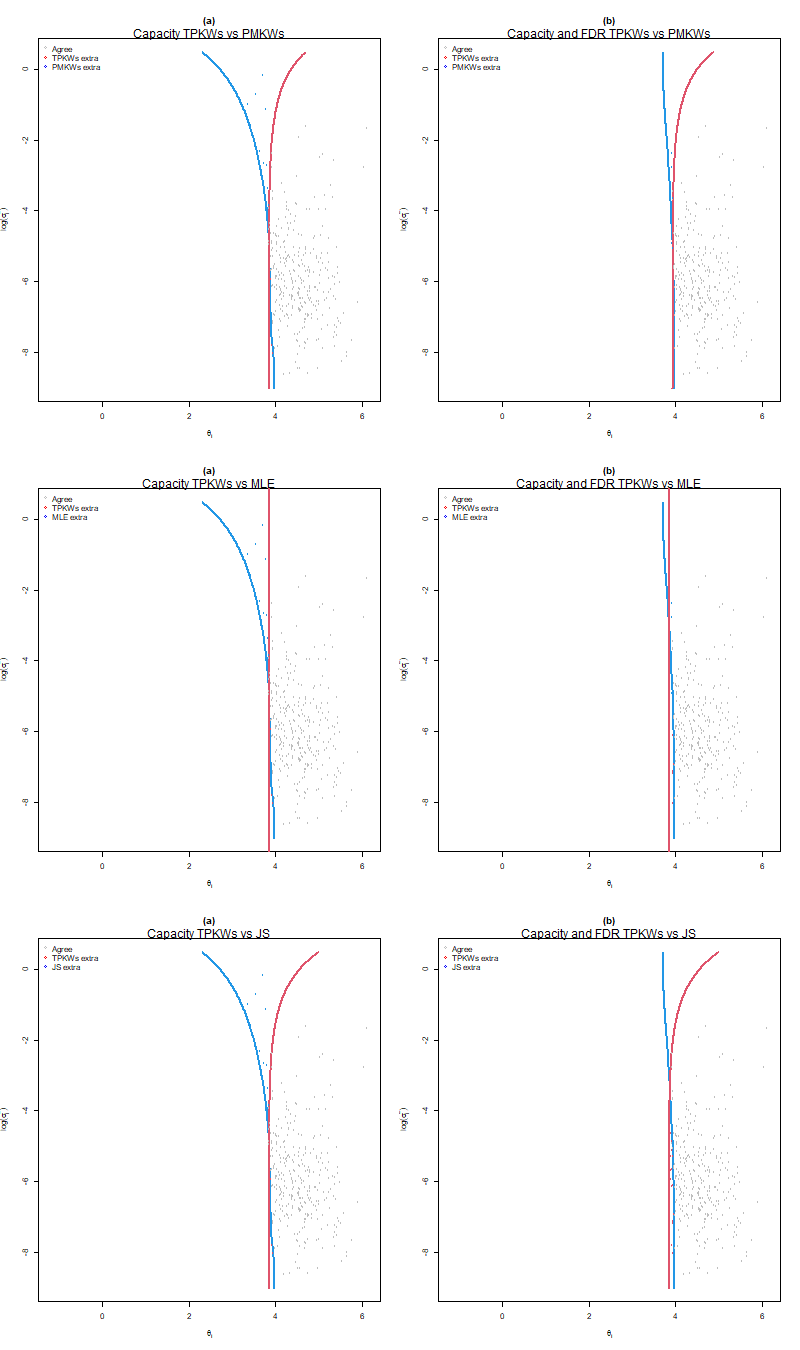 (a)
Capacity TPKWs vs PMKWs
Agree
TPKWs extra
PMKWs extra
0
-2
-4
-6
-8
0 2 4 6
θi
(b)
Capacity and FDR TPKWs vs PMKWs
Agree
TPKWs extra
PMKWs extra
0
-2
-4
-6
-8
0 2 4 6
θi
(a)
Capacity TPKWs vs MLE
Agree
TPKWs extra
MLE extra
0
-2
-4
-6
-8
0 2 4 6
θi
(b)
Capacity and FDR TPKWs vs MLE
Agree
TPKWs extra
MLE extra
0
-2
-4
-6
-8
0 2 4 6
θi
(a)
Capacity TPKWs vs JS
Agree
TPKWs extra
JS extra
0
-2
-4
-6
-8
0 2 4 6
θi
(b)
Capacity and FDR TPKWs vs JS
Agree
TPKWs extra
JS extra
0
-2
-4
-6
-8
0 2 4 6
θi